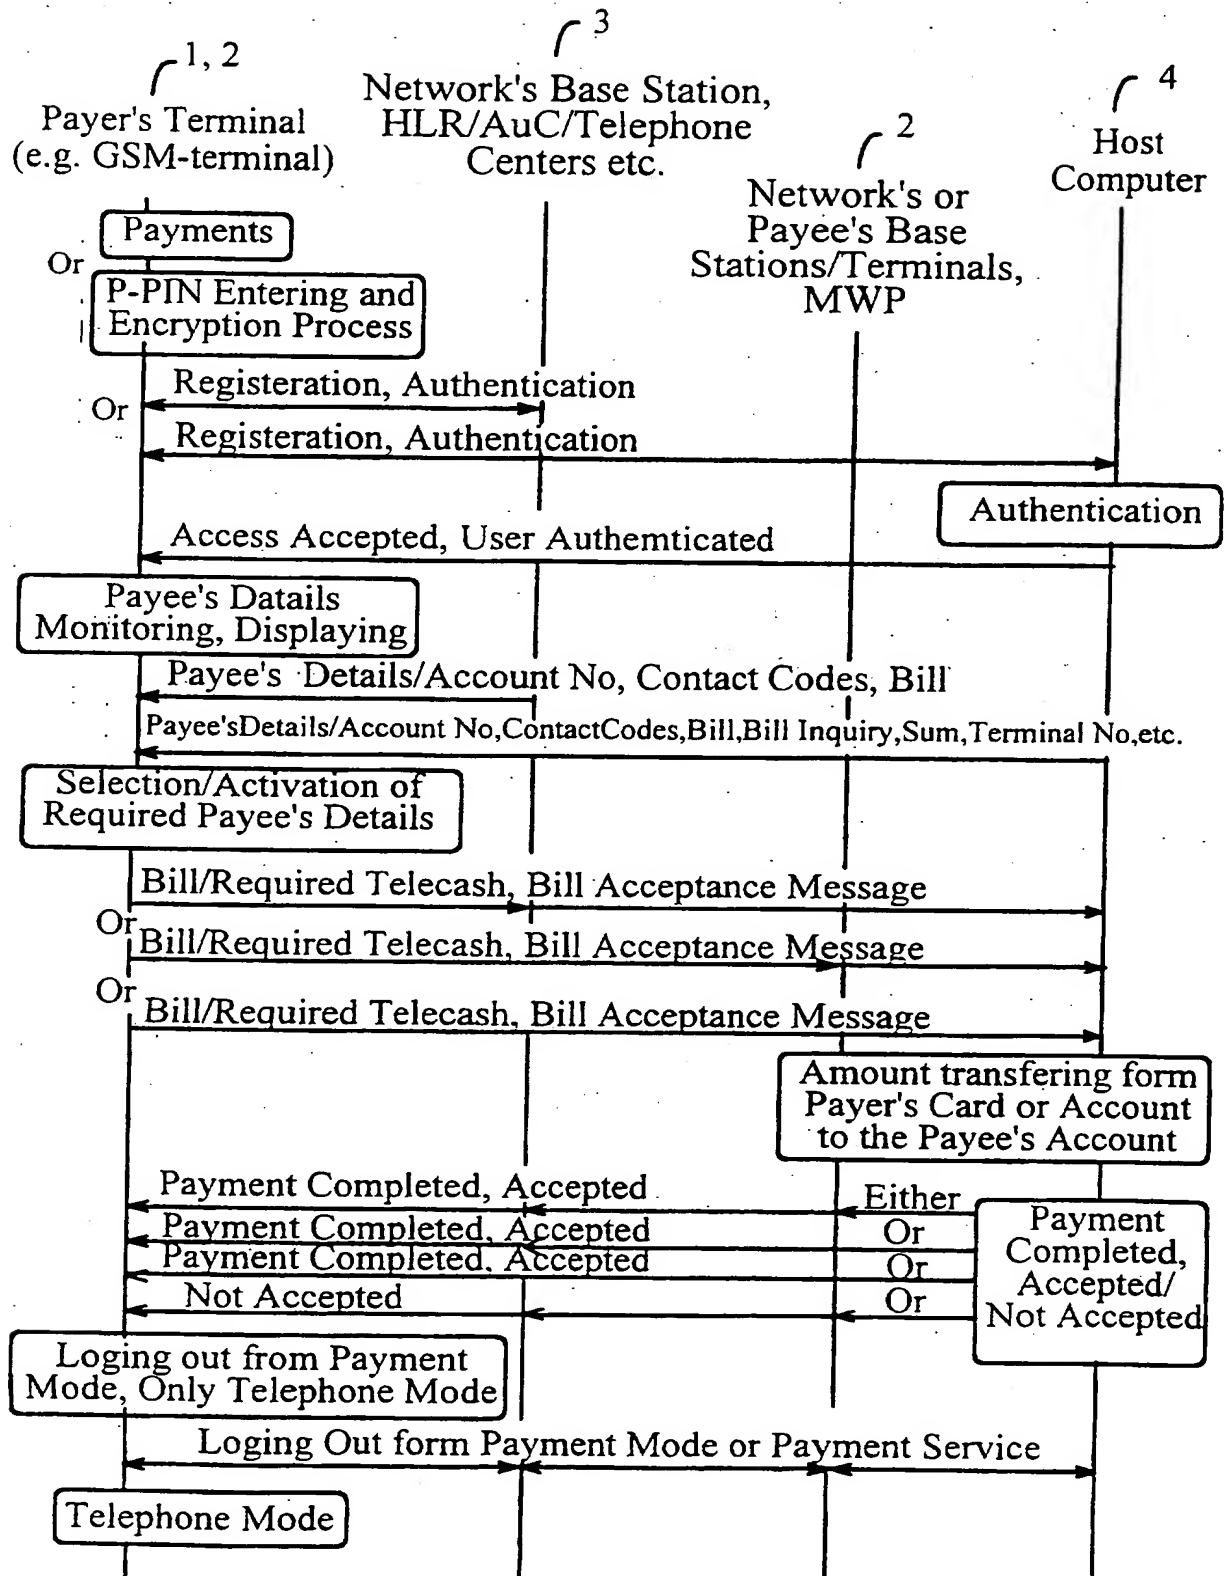 1, 2
3
Payer's Terminal
(e.g. GSM-terminal)
Network's Base Station,
HLR/AuC/Telephone
Centers etc.
2
Network's or
Payee's Base
Stations/Terminals,
MWP
4
Host
Computer
Payments
Or
P-PIN Entering and
Encryption Process
Registeration, Authentication
Or
Registeration, Authentication
Authentication
Access Accepted, User Authemticated
Payee's Datails
Monitoring, Displaying
Payee's Details/Account No, Contact Codes, Bill
Payee'sDetails/Account No,ContactCodes,Bill,Bill Inquiry,Sum,Terminal No,etc.
Selection/Activation of
Required Payee's Details
Bill/Required Telecash, Bill Acceptance Message
Or
Bill/Required Telecash, Bill Acceptance Message
Or
Bill/Required Telecash, Bill Acceptance Message
Amount transfering form
Payer's Card or Account
to the Payee's Account
Payment Completed, Accepted
Either
Payment Completed, Accepted
Or
Payment Completed, Accepted
Or
Not Accepted
Or
Payment
Completed,
Accepted/
Not Accepted
Loging out from Payment
Mode, Only Telephone Mode
Loging Out form Payment Mode or Payment Service
Telephone Mode